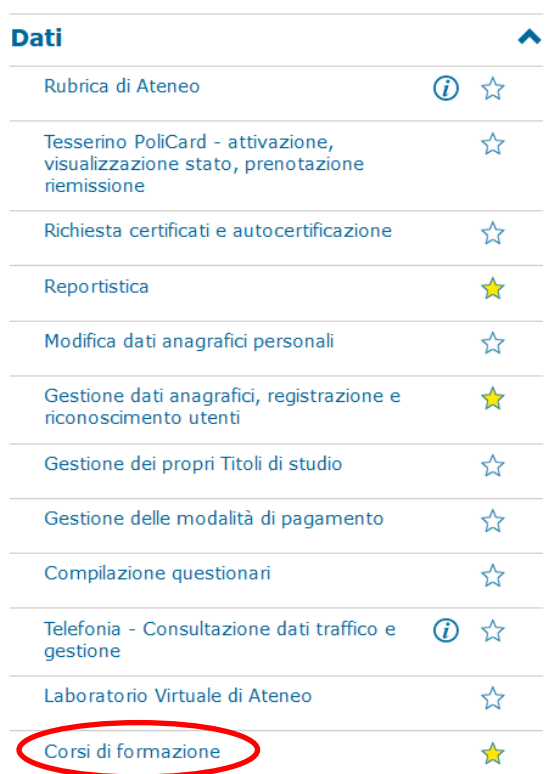 Dati
Rubrica di Ateneo
Tesserino PoliCard - attivazione,
visualizzazione stato, prenotazione
riemissione
Richiesta certificati e autocertificazione
Reportistica
Modifica dati anagrafici personali
Gestione dati anagrafici, registrazione e
riconoscimento utenti
Gestione dei propri Titoli di studio
Gestione delle modalità di pagamento
Compilazione questionari
Telefonia - Consultazione dati traffico e
gestione
Laboratorio Virtuale di Ateneo
Corsi di formazione